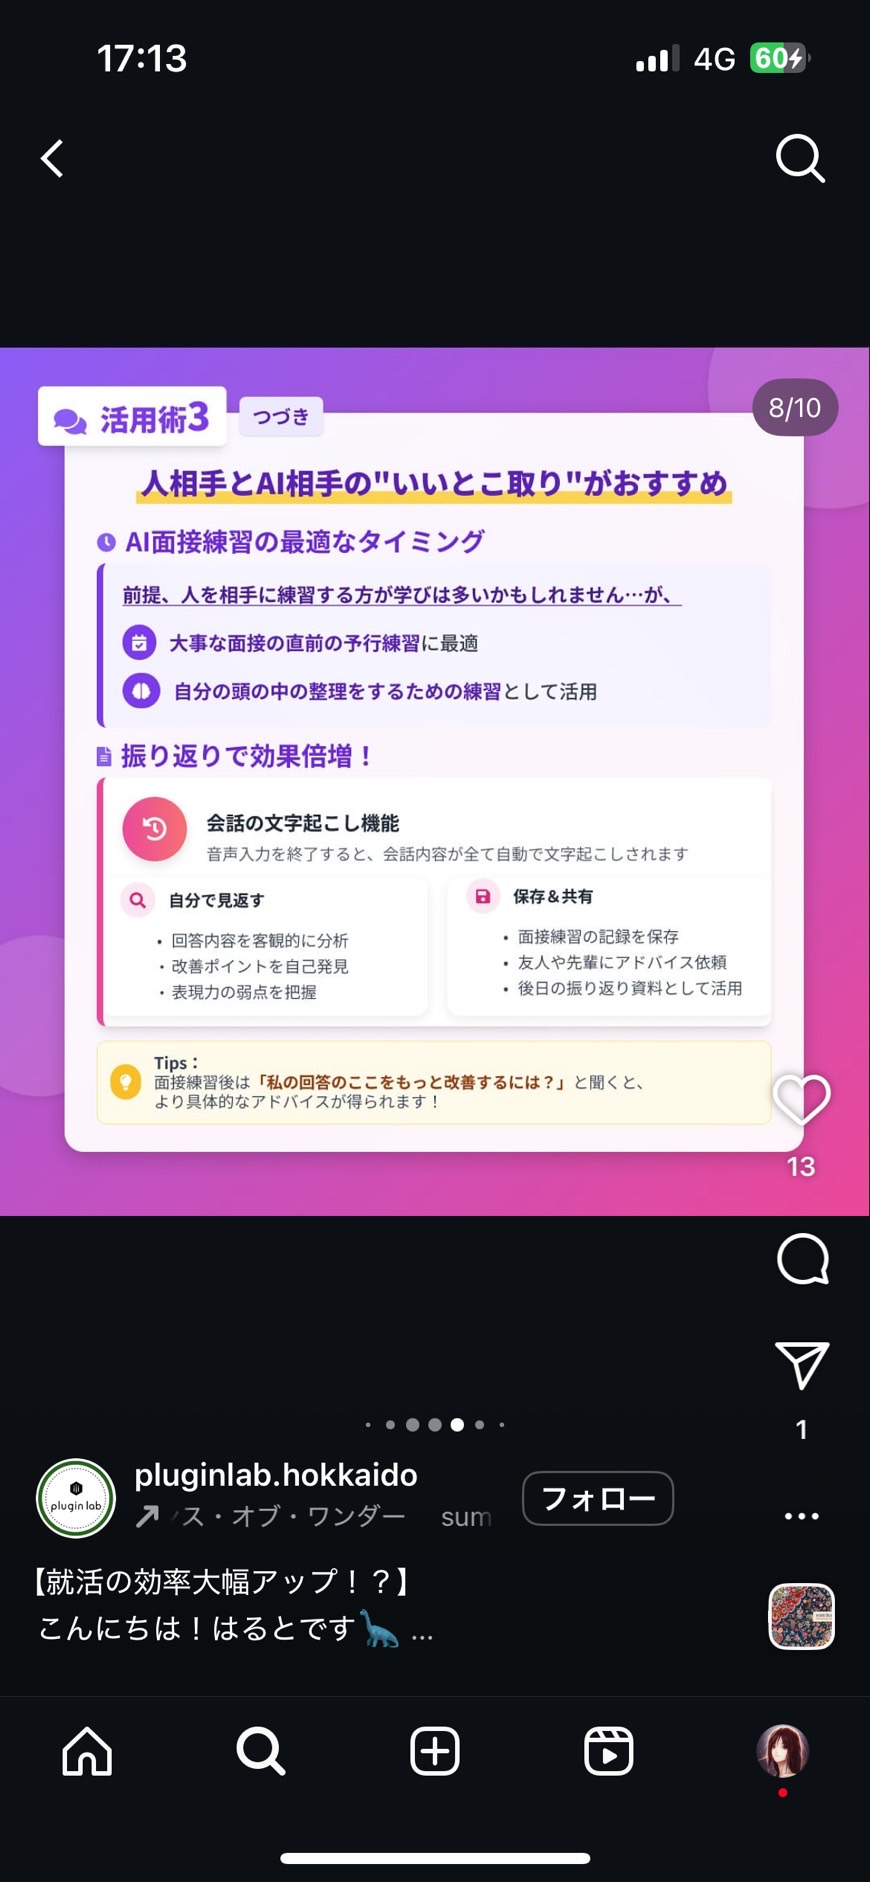 17:13
4G
60
8/10
活用術3
つづき
人相手とAI相手の"いいとこ取り"がおすすめ
AI面接練習の最適なタイミング
前提、人を相手に練習する方が学びは多いかもしれません…が、
大事な面接の直前の予行練習に最適
自分の頭の中の整理をするための練習として活用
振り返りで効果倍増！
会話の文字起こし機能
音声入力を終了すると、会話内容が全て自動で文字起こしされます
自分で見返す
・回答内容を客観的に分析
・改善ポイントを自己発見
・表現力の弱点を把握
保存＆共有
• 面接練習の記録を保存
• 友人や先輩にアドバイス依頼
• 後日の振り返り資料として活用
Tips：
面接練習後は「私の回答のここをもっと改善するには？」と聞くと、
より具体的なアドバイスが得られます！
13
1
plugin lab
pluginlab.hokkaido
ス・オブ・ワンダー sum
フォロー
【就活の効率大幅アップ！？】
こんにちは！はるとです🦕 ...